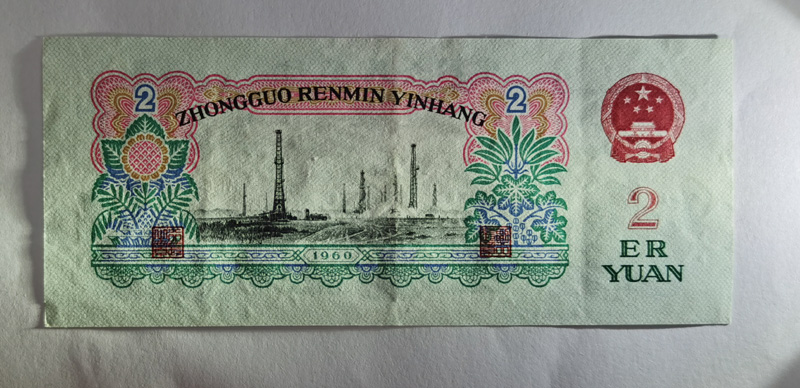 2
2
ZHONGGUO RENMIN YINHANG
1960
2
ER
YUAN